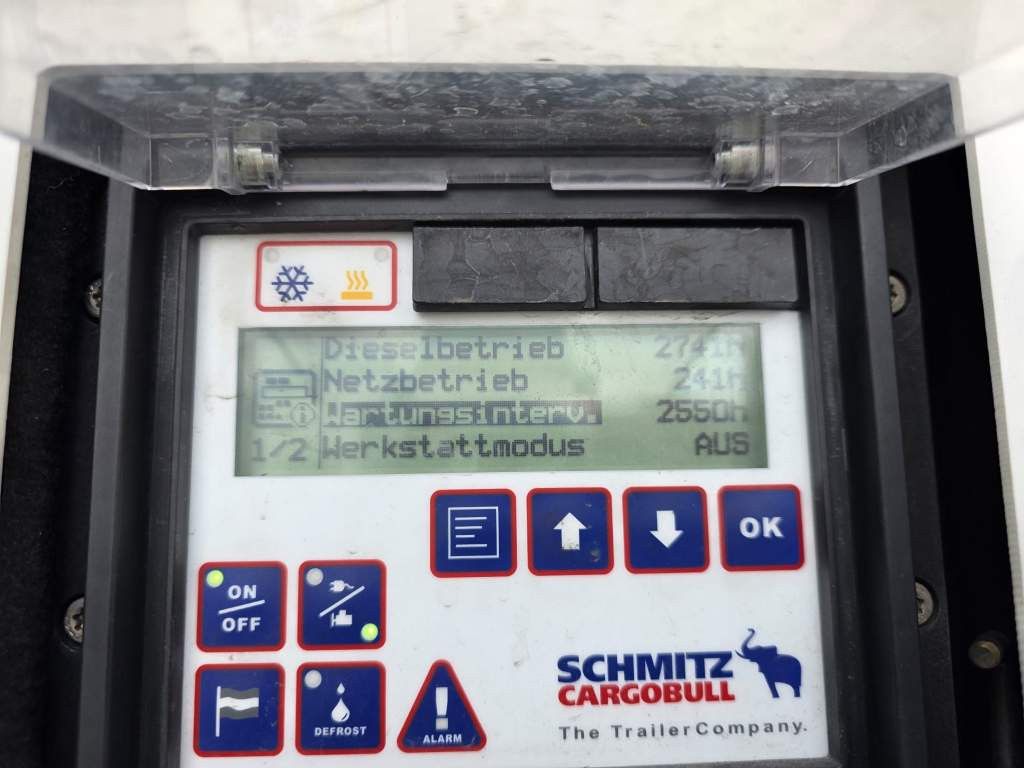 Dieselbetrieb 2741h
Netzbetrieb 241h
Wartungsinterv. 2550h
1/2 Werkstattmodus AUS
OK
ON
OFF
DEFROST
ALARM
SCHMITZ
CARGOBULL
The TrailerCompany.